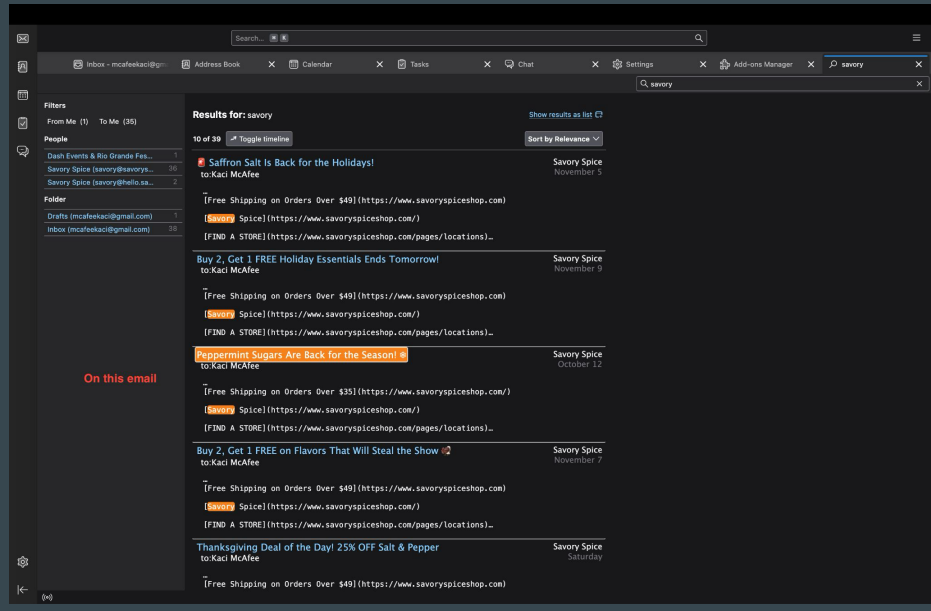 Search... ⌘ K
Inbox - mcafeekaci@gm
Address Book
Calendar
Tasks
Chat
Settings
Add-ons Manager
savory
savory
Filters
From Me (1) To Me (35)
People
Dash Events & Rio Grande Fes... 1
Savory Spice (savory@savorys... 36
Savory Spice (savory@hello.sa... 2
Folder
Drafts (mcafeekaci@gmail.com) 1
Inbox (mcafeekaci@gmail.com) 38
On this email
Results for: savory
Show results as list
10 of 39 Toggle timeline
Sort by Relevance
🚨 Saffron Salt Is Back for the Holidays! Savory Spice
to:Kaci McAfee November 5
…
[Free Shipping on Orders Over $49](https://www.savoryspiceshop.com)
[Savory Spice](https://www.savoryspiceshop.com/)
[FIND A STORE](https://www.savoryspiceshop.com/pages/locations)…
Buy 2, Get 1 FREE Holiday Essentials Ends Tomorrow! Savory Spice
to:Kaci McAfee November 9
…
[Free Shipping on Orders Over $49](https://www.savoryspiceshop.com)
[Savory Spice](https://www.savoryspiceshop.com/)
[FIND A STORE](https://www.savoryspiceshop.com/pages/locations)…
Peppermint Sugars Are Back for the Season! ❄ Savory Spice
to:Kaci McAfee October 12
…
[Free Shipping on Orders Over $35](https://www.savoryspiceshop.com/)
[Savory Spice](https://www.savoryspiceshop.com/)
[FIND A STORE](https://www.savoryspiceshop.com/pages/locations)…
Buy 2, Get 1 FREE on Flavors That Will Steal the Show Savory Spice
to:Kaci McAfee November 7
…
[Free Shipping on Orders Over $49](https://www.savoryspiceshop.com)
[Savory Spice](https://www.savoryspiceshop.com/)
[FIND A STORE](https://www.savoryspiceshop.com/pages/locations)…
Thanksgiving Deal of the Day! 25% OFF Salt & Pepper Savory Spice
to:Kaci McAfee Saturday
…
[Free Shipping on Orders Over $49](https://www.savoryspiceshop.com)